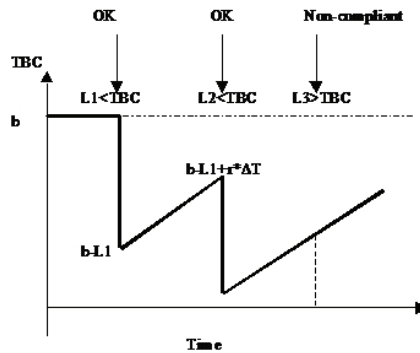 OK OK Non-compliant
TBC
L1<TBC L2<TBC L3>TBC
b
b-L1+r*ΔT
b-L1
Time